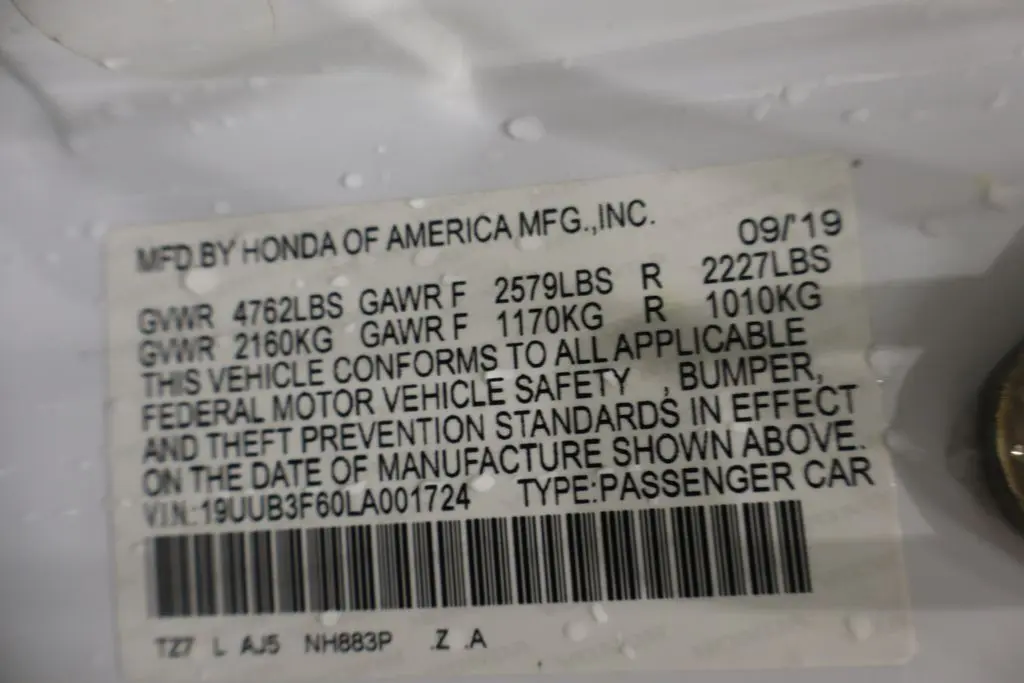 MFD.BY HONDA OF AMERICA MFG.,INC. 09/'19
GVWR 4762LBS GAWR F 2579LBS R 2227LBS
GVWR 2160KG GAWR F 1170KG R 1010KG
THIS VEHICLE CONFORMS TO ALL APPLICABLE
FEDERAL MOTOR VEHICLE SAFETY , BUMPER,
AND THEFT PREVENTION STANDARDS IN EFFECT
ON THE DATE OF MANUFACTURE SHOWN ABOVE.
V.I.N.:19UUB3F60LA001724 TYPE:PASSENGER CAR
TZ7 L AJ5 NH883P .Z .A